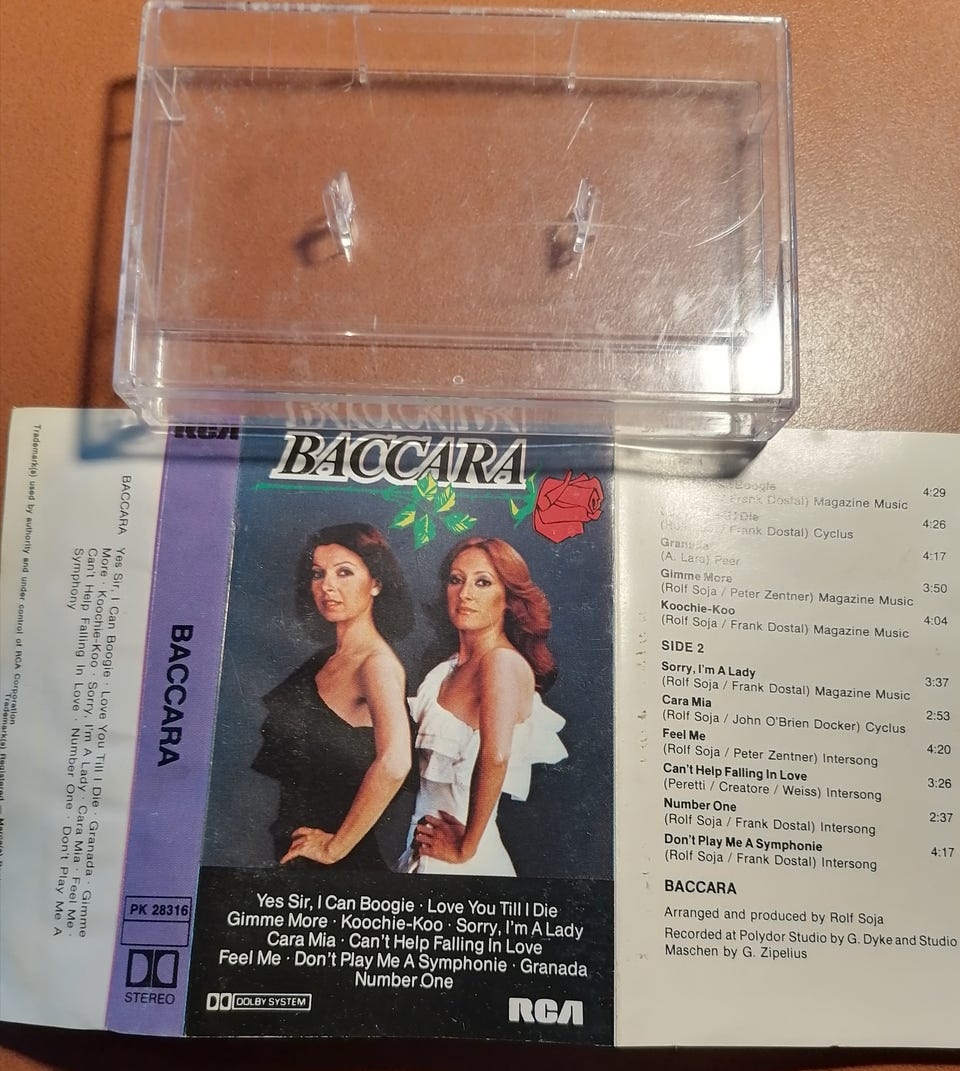 Trademark(s) used by authority and under control of RCA Corporation
Trademark(s) Registered
BACCARA Yes Sir, I Can Boogie · Love You Till I Die · Granada · Gimme
More · Koochie-Koo · Sorry, I'm A Lady · Cara Mia · Feel Me ·
Can't Help Falling In Love · Number One · Don't Play Me A
Symphony
RCA
BACCARA
PK 28316
STEREO
BACCARA
Yes Sir, I Can Boogie · Love You Till I Die
Gimme More · Koochie-Koo · Sorry, I'm A Lady
Cara Mia · Can't Help Falling In Love
Feel Me · Don't Play Me A Symphonie · Granada
Number One
DOLBY SYSTEM
RCA
Boogie
Frank Dostal) Magazine Music 4:29
Die
(Rolf Soja / Frank Dostal) Cyclus 4:26
Granada
(A. Lara) Peer 4:17
Gimme More
(Rolf Soja / Peter Zentner) Magazine Music 3:50
Koochie-Koo
(Rolf Soja / Frank Dostal) Magazine Music 4:04
SIDE 2
Sorry, I'm A Lady
(Rolf Soja / Frank Dostal) Magazine Music 3:37
Cara Mia
(Rolf Soja / John O'Brien Docker) Cyclus 2:53
Feel Me
(Rolf Soja / Peter Zentner) Intersong 4:20
Can't Help Falling In Love
(Peretti / Creatore / Weiss) Intersong 3:26
Number One
(Rolf Soja / Frank Dostal) Intersong 2:37
Don't Play Me A Symphonie
(Rolf Soja / Frank Dostal) Intersong 4:17
BACCARA
Arranged and produced by Rolf Soja
Recorded at Polydor Studio by G. Dyke and Studio
Maschen by G. Zipelius